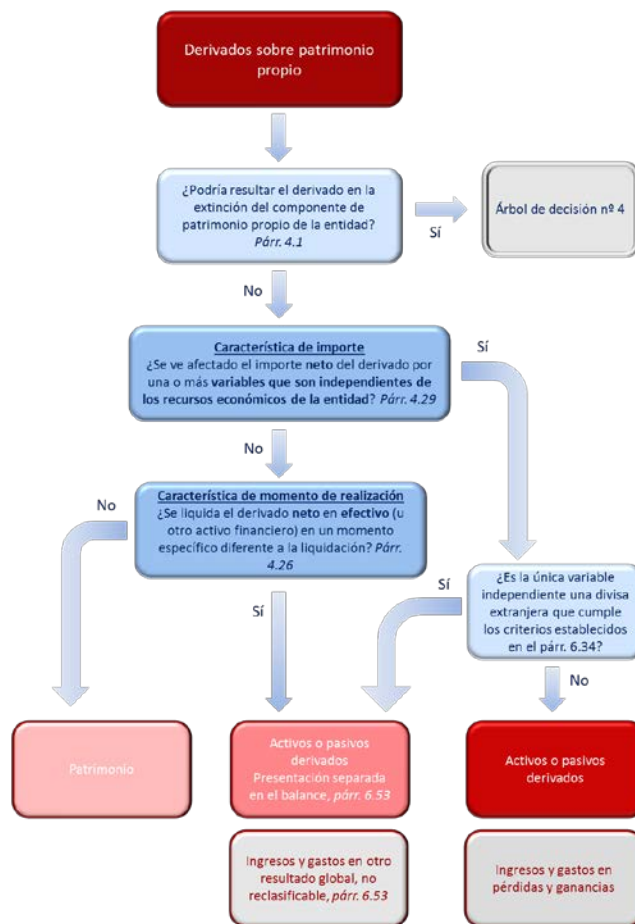 Derivados sobre patrimonio
propio
¿Podría resultar el derivado en la
extinción del componente de
patrimonio propio de la entidad?
Párr. 4.1
Sí
Árbol de decisión nº 4
No
Característica de importe
¿Se ve afectado el importe neto del derivado por
una o más variables que son independientes de
los recursos económicos de la entidad? Párr. 4.29
Sí
No
Característica de momento de realización
¿Se liquida el derivado neto en efectivo (u
otro activo financiero) en un momento
específico diferente a la liquidación? Párr.
4.26
No
Sí
¿Es la única variable
independiente una divisa
extranjera que cumple
los criterios establecidos
en el párr. 6.34?
Sí
No
Patrimonio
Activos o pasivos
derivados
Presentación separada
en el balance, párr. 6.53
Activos o pasivos
derivados
Ingresos y gastos en otro
resultado global, no
reclasificable, párr. 6.53
Ingresos y gastos en
pérdidas y ganancias